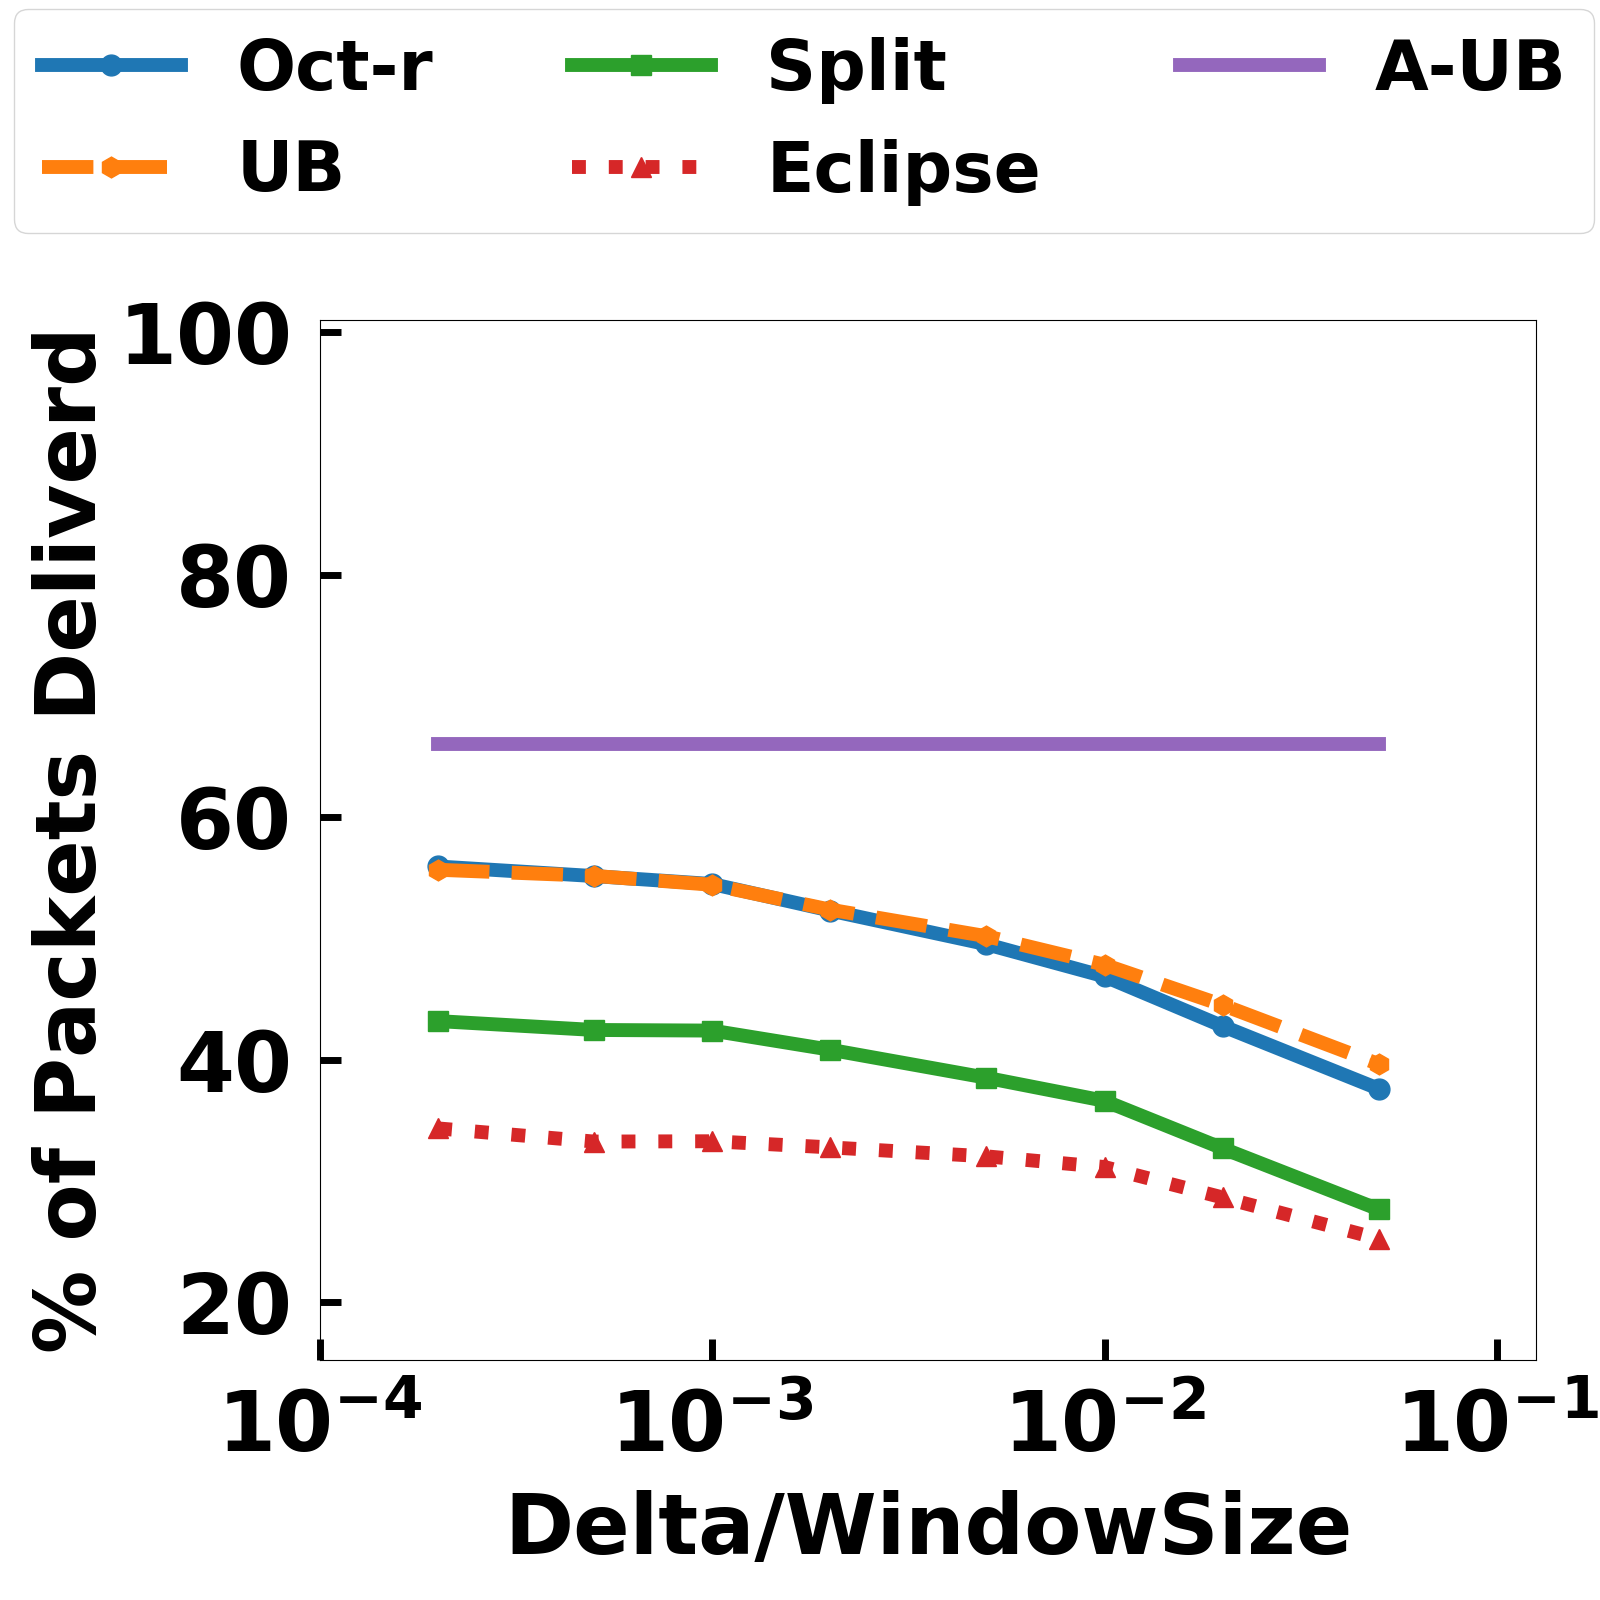 Oct-r Split A-UB
UB Eclipse
% of Packets Deliverd
100
80
60
40
20
10⁻⁴ 10⁻³ 10⁻² 10⁻¹
Delta/WindowSize